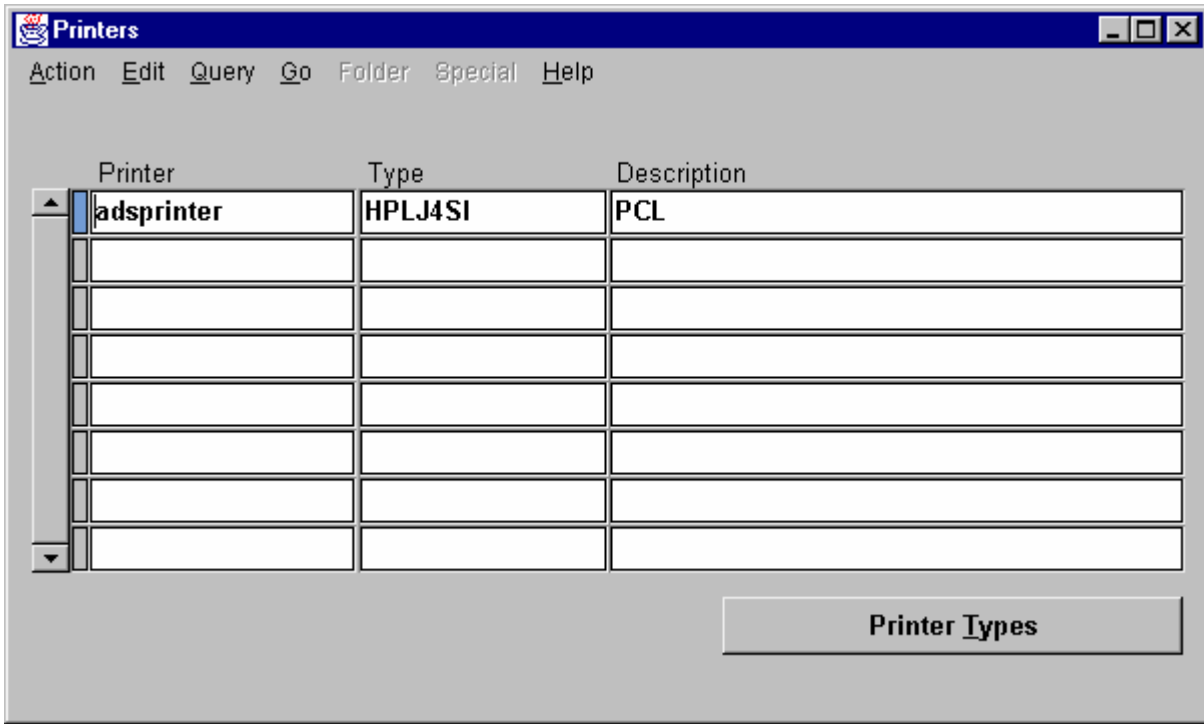 Printers
Action Edit Query Go Folder Special Help
Printer Type Description
adsprinter HPLJ4SI PCL
Printer Types